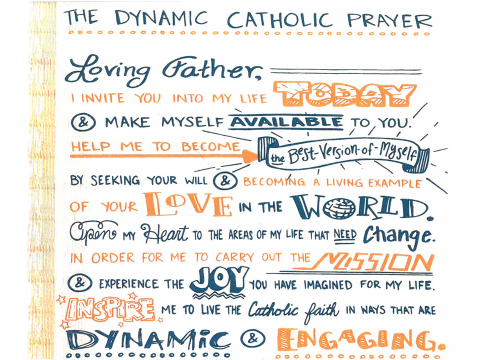 THE DYNAMIC CATHOLIC PRAYER
Loving Father,
I INVITE YOU INTO MY LIFE TODAY
& MAKE MYSELF AVAILABLE TO YOU.
HELP ME TO BECOME the Best-Version-of-Myself
BY SEEKING YOUR WILL & BECOMING A LIVING EXAMPLE
OF YOUR LOVE IN THE WORLD.
Open MY Heart TO THE AREAS OF MY LIFE THAT NEED Change.
IN ORDER FOR ME TO CARRY OUT THE MISSION
& EXPERIENCE THE JOY YOU HAVE IMAGINED FOR MY LIFE.
INSPIRE ME TO LIVE THE Catholic faith IN WAYS THAT ARE
DYNAMIC & ENGAGING.